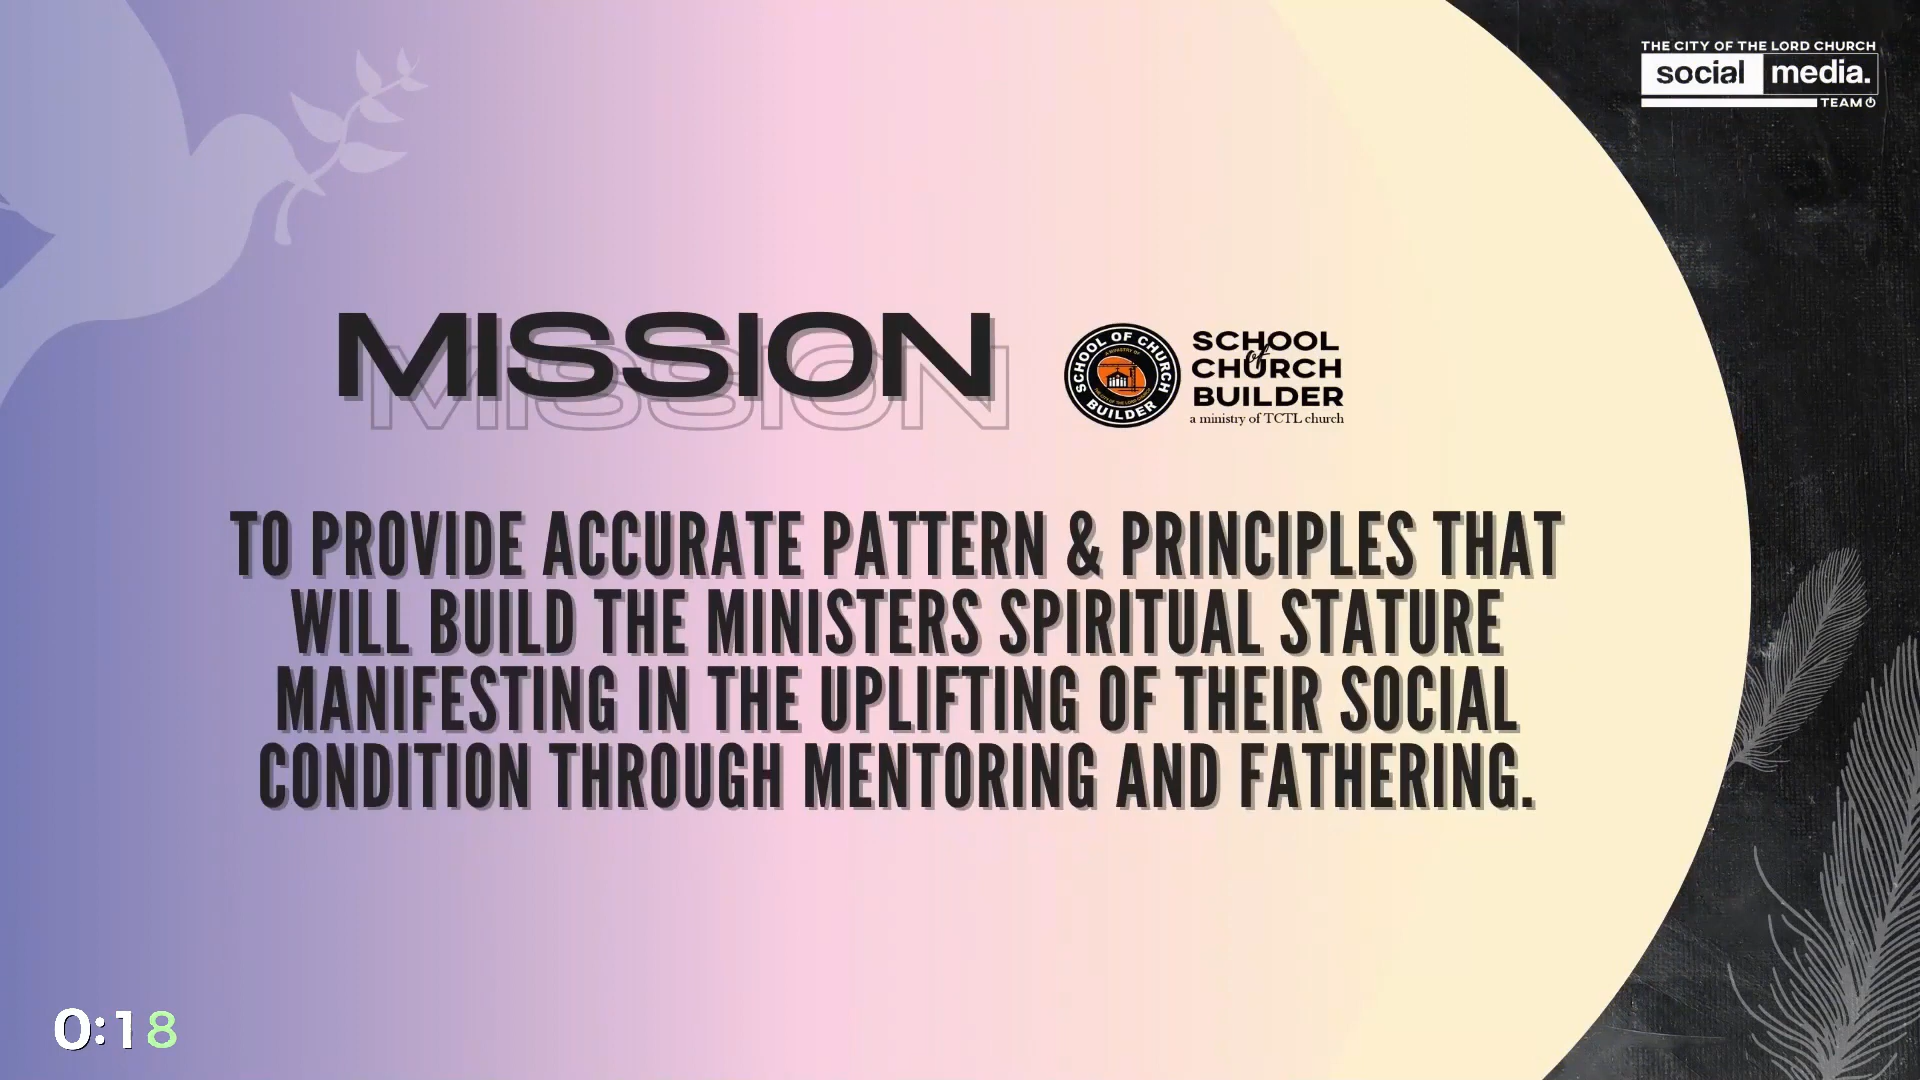 THE CITY OF THE LORD CHURCH
social media.
TEAM
MISSION
MISSION
SCHOOL OF CHURCH
BUILDER
A MINISTRY OF
SCHOOL
of
CHURCH
BUILDER
a ministry of TCTL church
TO PROVIDE ACCURATE PATTERN & PRINCIPLES THAT
WILL BUILD THE MINISTERS SPIRITUAL STATURE
MANIFESTING IN THE UPLIFTING OF THEIR SOCIAL
CONDITION THROUGH MENTORING AND FATHERING.
0:18